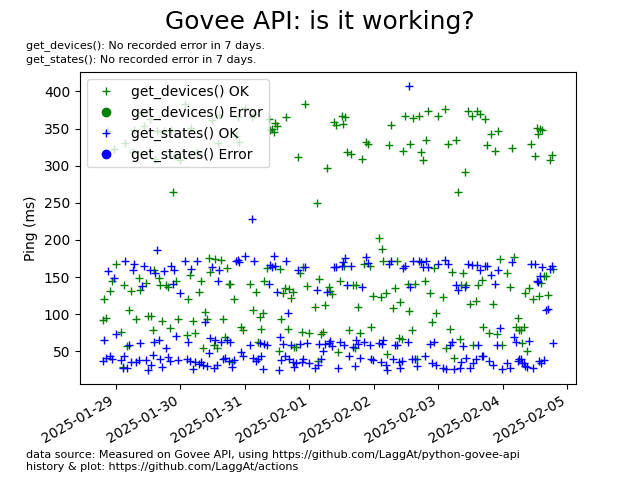 Govee API: is it working?
get_devices(): No recorded error in 7 days.
get_states(): No recorded error in 7 days.
get_devices() OK
get_devices() Error
get_states() OK
get_states() Error
Ping (ms)
400
350
300
250
200
150
100
50
2025-01-29
2025-01-30
2025-01-31
2025-02-01
2025-02-02
2025-02-03
2025-02-04
2025-02-05
data source: Measured on Govee API, using https://github.com/LaggAt/python-govee-api
history & plot: https://github.com/LaggAt/actions